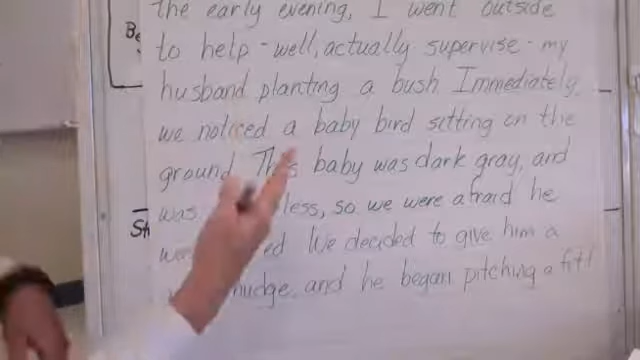 the early evening, I went outside
to help - well, actually supervise - my
husband planting a bush. Immediately,
we noticed a baby bird sitting on the
ground. This baby was dark gray, and
was less, so we were afraid he
ed. We decided to give him a
nudge, and he began pitching a fit!